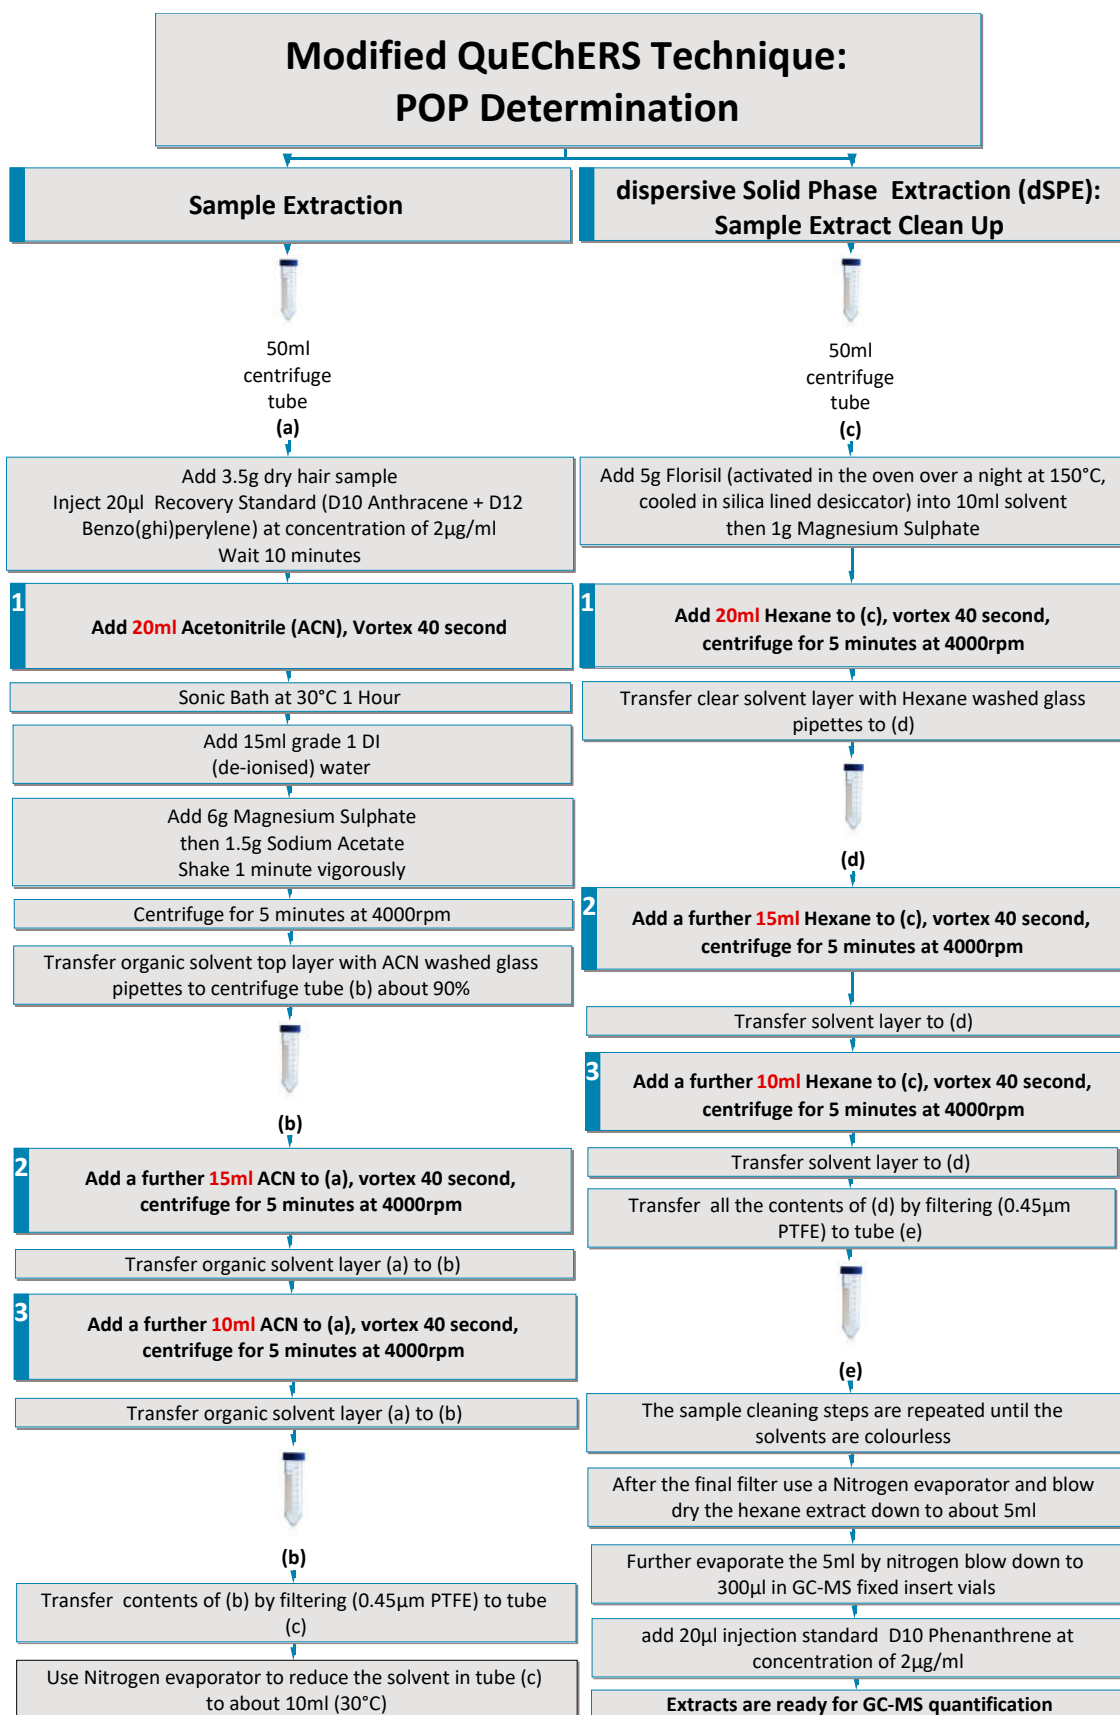 Modified QuEChERS Technique:
POP Determination
Sample Extraction
50ml
centrifuge
tube
(a)
Add 3.5g dry hair sample
Inject 20µl  Recovery Standard (D10 Anthracene + D12
Benzo(ghi)perylene) at concentration of 2µg/ml
Wait 10 minutes
1
Add 20ml Acetonitrile (ACN), Vortex 40 second
Sonic Bath at 30°C 1 Hour
Add 15ml grade 1 DI
(de-ionised) water
Add 6g Magnesium Sulphate
then 1.5g Sodium Acetate
Shake 1 minute vigorously
Centrifuge for 5 minutes at 4000rpm
Transfer organic solvent top layer with ACN washed glass
pipettes to centrifuge tube (b) about 90%
(b)
2
Add a further 15ml ACN to (a), vortex 40 second,
centrifuge for 5 minutes at 4000rpm
Transfer organic solvent layer (a) to (b)
3
Add a further 10ml ACN to (a), vortex 40 second,
centrifuge for 5 minutes at 4000rpm
Transfer organic solvent layer (a) to (b)
(b)
Transfer  contents of (b) by filtering (0.45µm PTFE) to tube
(c)
Use Nitrogen evaporator to reduce the solvent in tube (c)
to about 10ml (30°C)
dispersive Solid Phase  Extraction (dSPE):
Sample Extract Clean Up
50ml
centrifuge
tube
(c)
Add 5g Florisil (activated in the oven over a night at 150°C,
cooled in silica lined desiccator) into 10ml solvent
then 1g Magnesium Sulphate
1
Add 20ml Hexane to (c), vortex 40 second,
centrifuge for 5 minutes at 4000rpm
Transfer clear solvent layer with Hexane washed glass
pipettes to (d)
(d)
2
Add a further 15ml Hexane to (c), vortex 40 second,
centrifuge for 5 minutes at 4000rpm
Transfer solvent layer to (d)
3
Add a further 10ml Hexane to (c), vortex 40 second,
centrifuge for 5 minutes at 4000rpm
Transfer solvent layer to (d)
Transfer  all the contents of (d) by filtering (0.45µm
PTFE) to tube (e)
(e)
The sample cleaning steps are repeated until the
solvents are colourless
After the final filter use a Nitrogen evaporator and blow
dry the hexane extract down to about 5ml
Further evaporate the 5ml by nitrogen blow down to
300µl in GC-MS fixed insert vials
add 20µl injection standard  D10 Phenanthrene at
concentration of 2µg/ml
Extracts are ready for GC-MS quantification